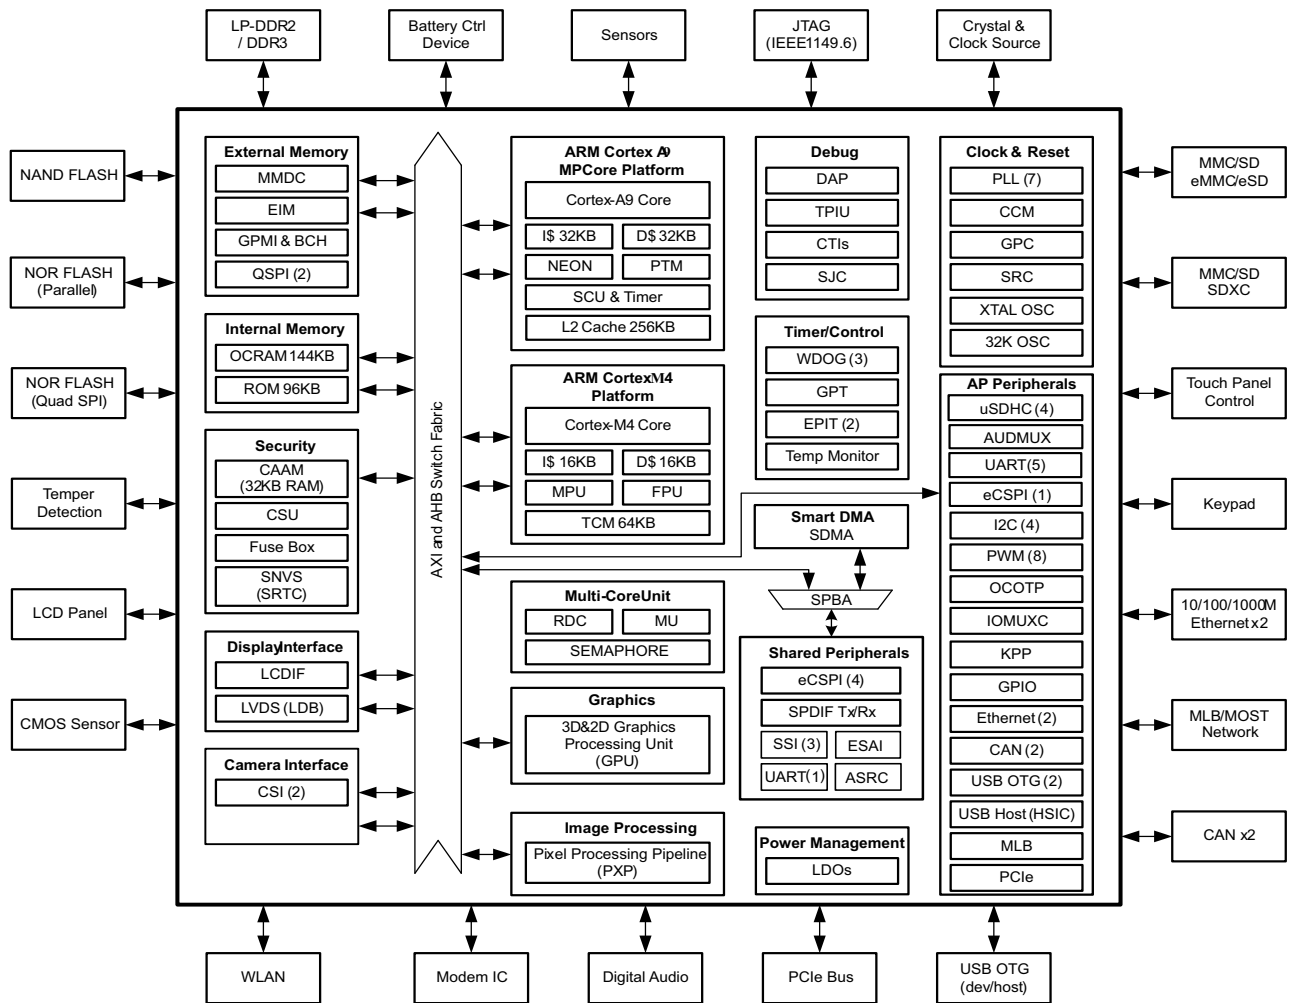 LP-DDR2
/ DDR3
Battery Ctrl
Device
Sensors
JTAG
(IEEE1149.6)
Crystal &
Clock Source
NAND FLASH
NOR FLASH
(Parallel)
NOR FLASH
(Quad SPI)
Temper
Detection
LCD Panel
CMOS Sensor
External Memory
MMDC
EIM
GPMI & BCH
QSPI (2)
Internal Memory
OCRAM 144KB
ROM 96KB
Security
CAAM
(32KB RAM)
CSU
Fuse Box
SNVS
(SRTC)
Display Interface
LCDIF
LVDS (LDB)
Camera Interface
CSI (2)
AXI and AHB Switch Fabric
ARM Cortex A9
MPCore Platform
Cortex-A9 Core
I$ 32KB
D$ 32KB
NEON
PTM
SCU & Timer
L2 Cache 256KB
ARM Cortex M4
Platform
Cortex-M4 Core
I$ 16KB
D$ 16KB
MPU
FPU
TCM 64KB
Multi-Core Unit
RDC
MU
SEMAPHORE
Graphics
3D&2D Graphics
Processing Unit
(GPU)
Image Processing
Pixel Processing Pipeline
(PXP)
Debug
DAP
TPIU
CTIs
SJC
Timer/Control
WDOG (3)
GPT
EPIT (2)
Temp Monitor
Smart DMA
SDMA
SPBA
Shared Peripherals
eCSPI (4)
SPDIF Tx/Rx
SSI (3)
ESAI
UART(1)
ASRC
Power Management
LDOs
Clock & Reset
PLL (7)
CCM
GPC
SRC
XTAL OSC
32K OSC
AP Peripherals
uSDHC (4)
AUDMUX
UART(5)
eCSPI (1)
I2C (4)
PWM (8)
OCOTP
IOMUXC
KPP
GPIO
Ethernet (2)
CAN (2)
USB OTG (2)
USB Host (HSIC)
MLB
PCIe
MMC/SD
eMMC/eSD
MMC/SD
SDXC
Touch Panel
Control
Keypad
10/100/1000M
Ethernet x2
MLB/MOST
Network
CAN x2
WLAN
Modem IC
Digital Audio
PCIe Bus
USB OTG
(dev/host)